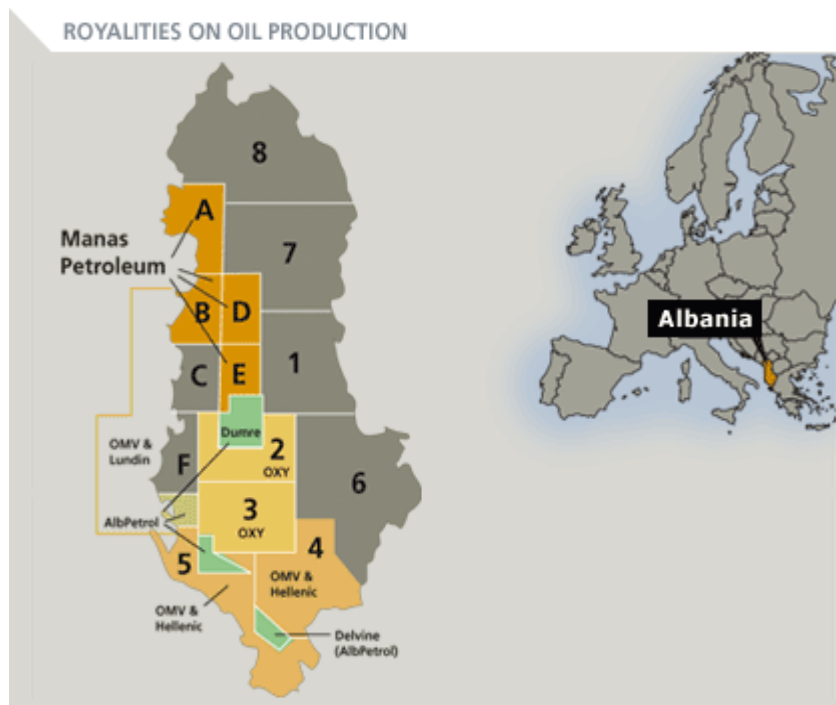 ROYALITIES ON OIL PRODUCTION
8
A
Manas
Petroleum
7
B
D
Albania
C
E
1
Dumre
OMV &
Lundin
F
2
OXY
6
3
OXY
AlbPetrol
4
5
OMV &
Hellenic
OMV &
Hellenic
Delvine
(AlbPetrol)